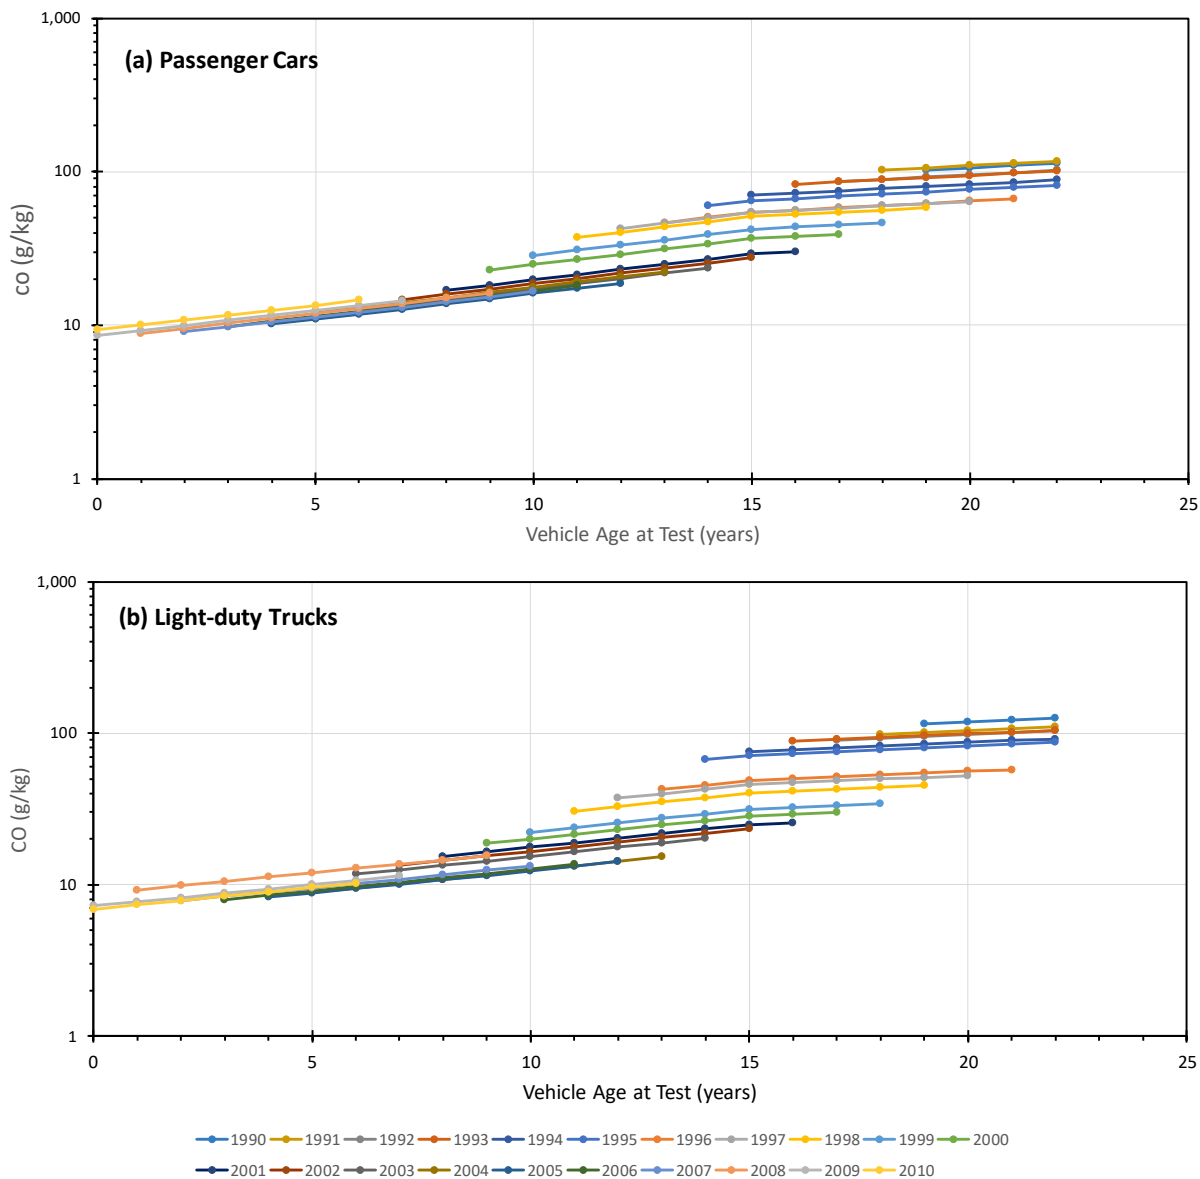 (a) Passenger Cars
1,000
100
10
1
co (g/kg)
0 5 10 15 20 25
Vehicle Age at Test (years)
(b) Light-duty Trucks
1,000
100
10
1
CO (g/kg)
0 5 10 15 20 25
Vehicle Age at Test (years)
1990 1991 1992 1993 1994 1995 1996 1997 1998 1999 2000
2001 2002 2003 2004 2005 2006 2007 2008 2009 2010